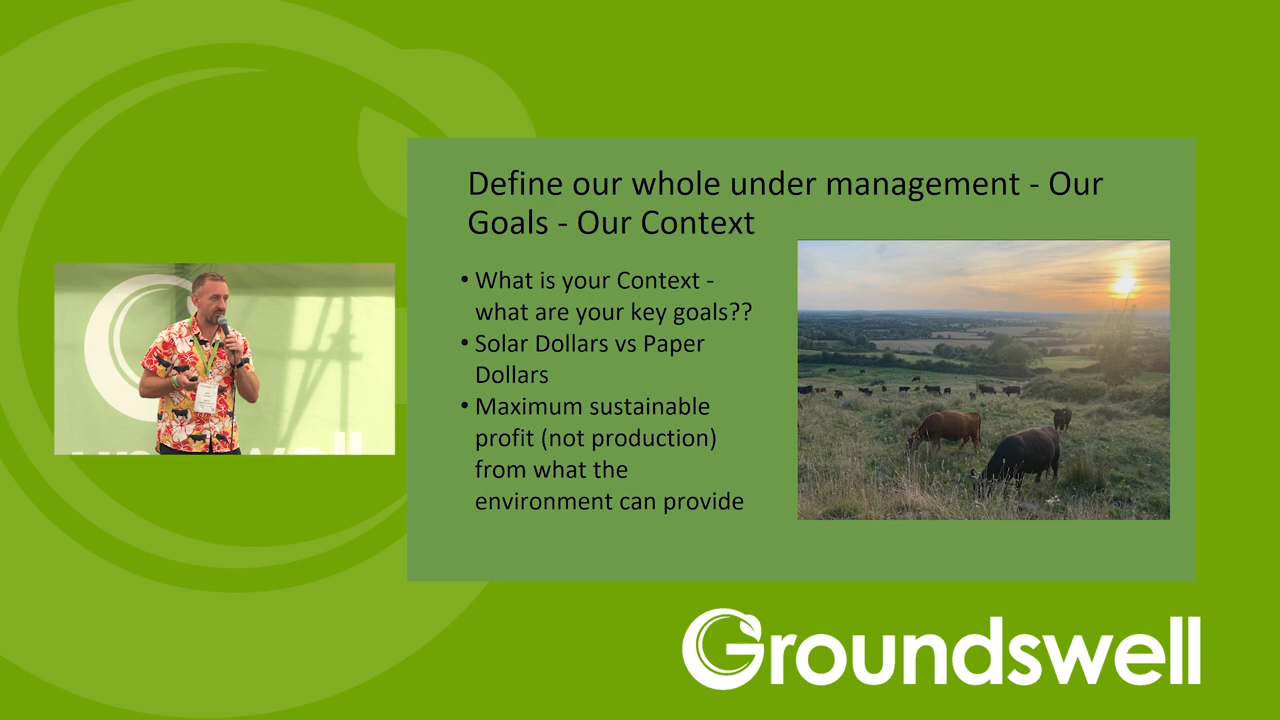 Define our whole under management - Our
Goals - Our Context
• What is your Context -
what are your key goals??
• Solar Dollars vs Paper
Dollars
• Maximum sustainable
profit (not production)
from what the
environment can provide
Groundswell